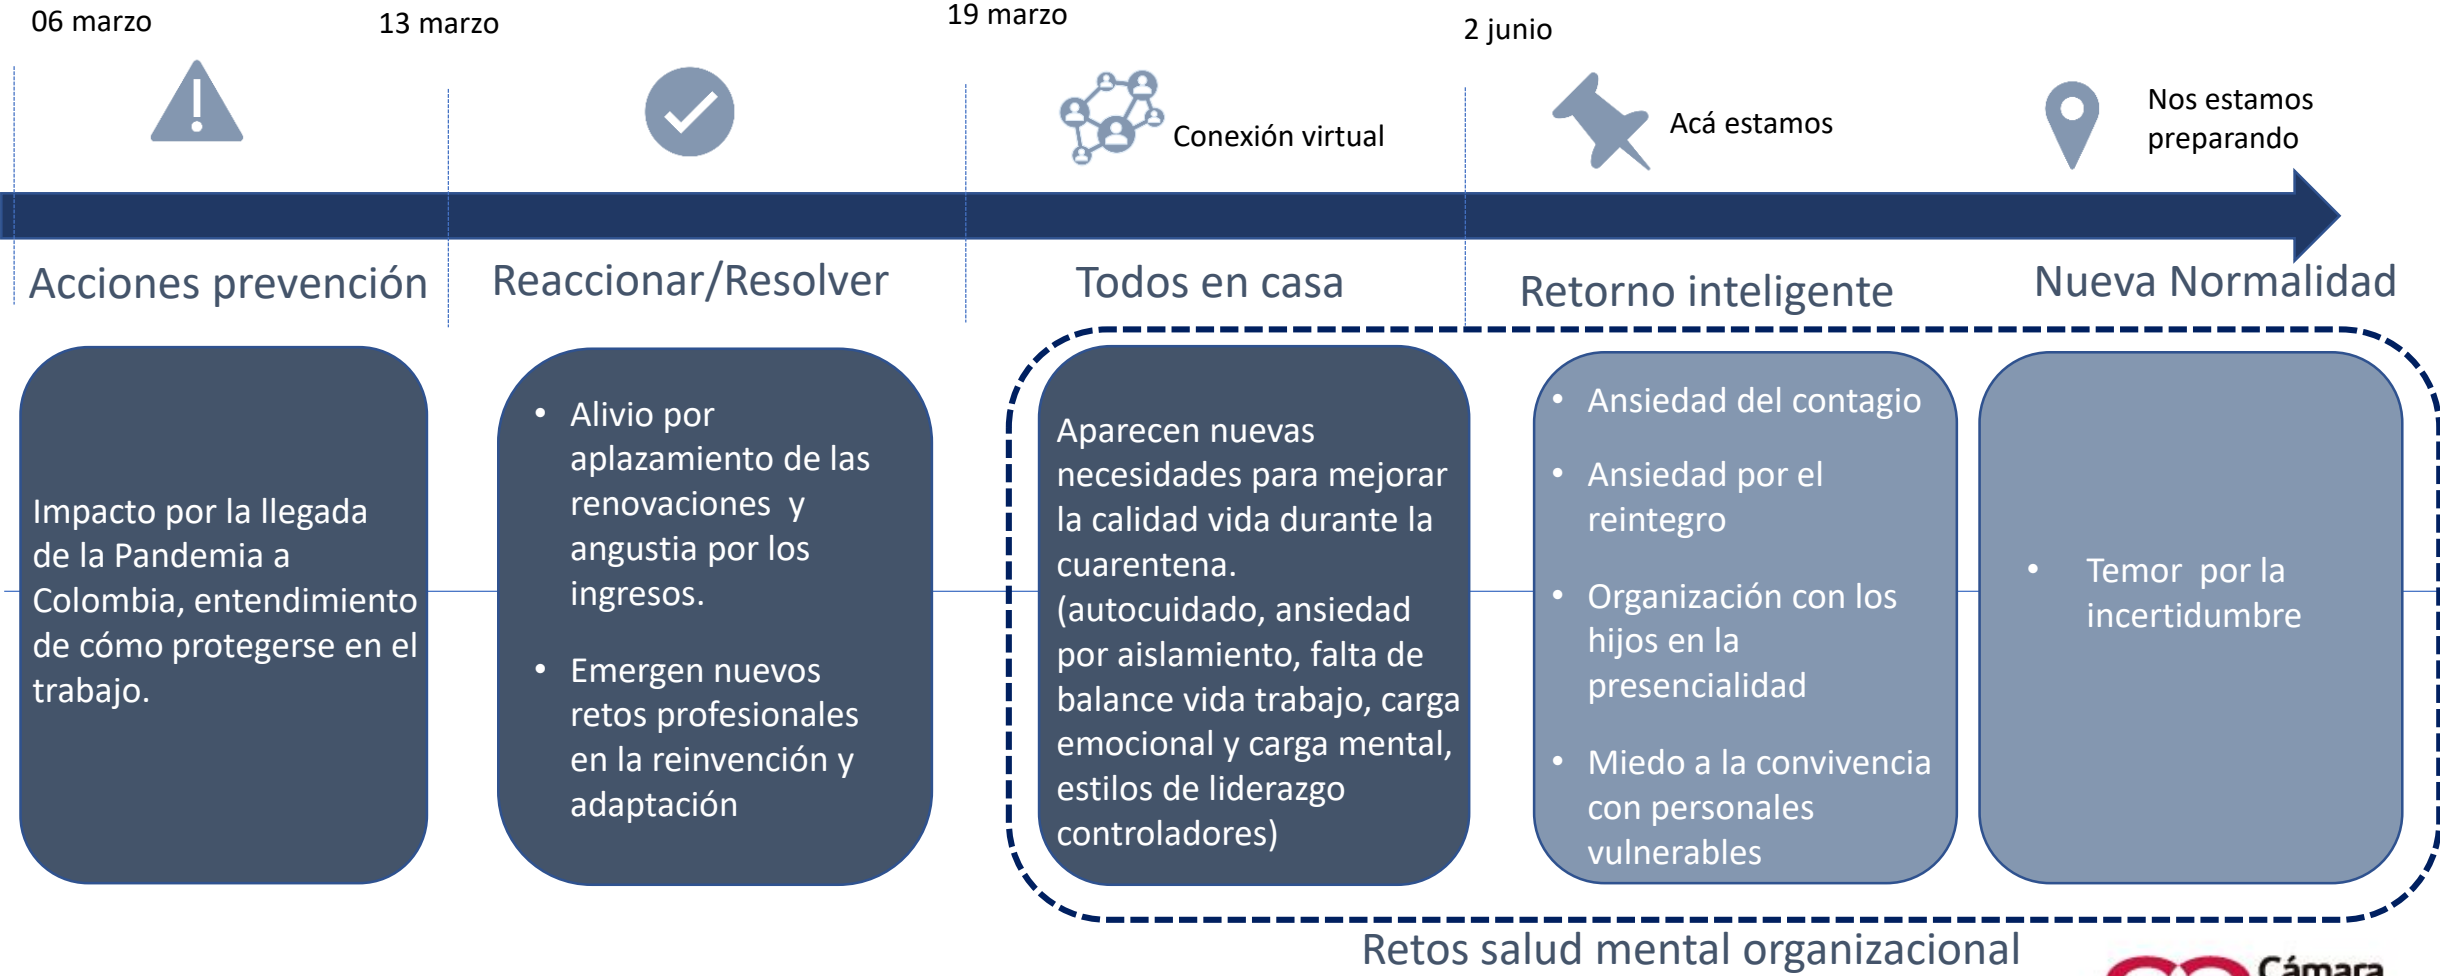 06 marzo
13 marzo
19 marzo
2 junio
Conexión virtual
Acá estamos
Nos estamos
preparando
Acciones prevención
Reaccionar/Resolver
Todos en casa
Retorno inteligente
Nueva Normalidad
Impacto por la llegada
de la Pandemia a
Colombia, entendimiento
de cómo protegerse en el
trabajo.
• Alivio por
aplazamiento de las
renovaciones y
angustia por los
ingresos.
• Emergen nuevos
retos profesionales
en la reinvención y
adaptación
Aparecen nuevas
necesidades para mejorar
la calidad vida durante la
cuarentena.
(autocuidado, ansiedad
por aislamiento, falta de
balance vida trabajo, carga
emocional y carga mental,
estilos de liderazgo
controladores)
• Ansiedad del contagio
• Ansiedad por el
reintegro
• Organización con los
hijos en la
presencialidad
• Miedo a la convivencia
con personales
vulnerables
• Temor por la
incertidumbre
Retos salud mental organizacional
Cámara